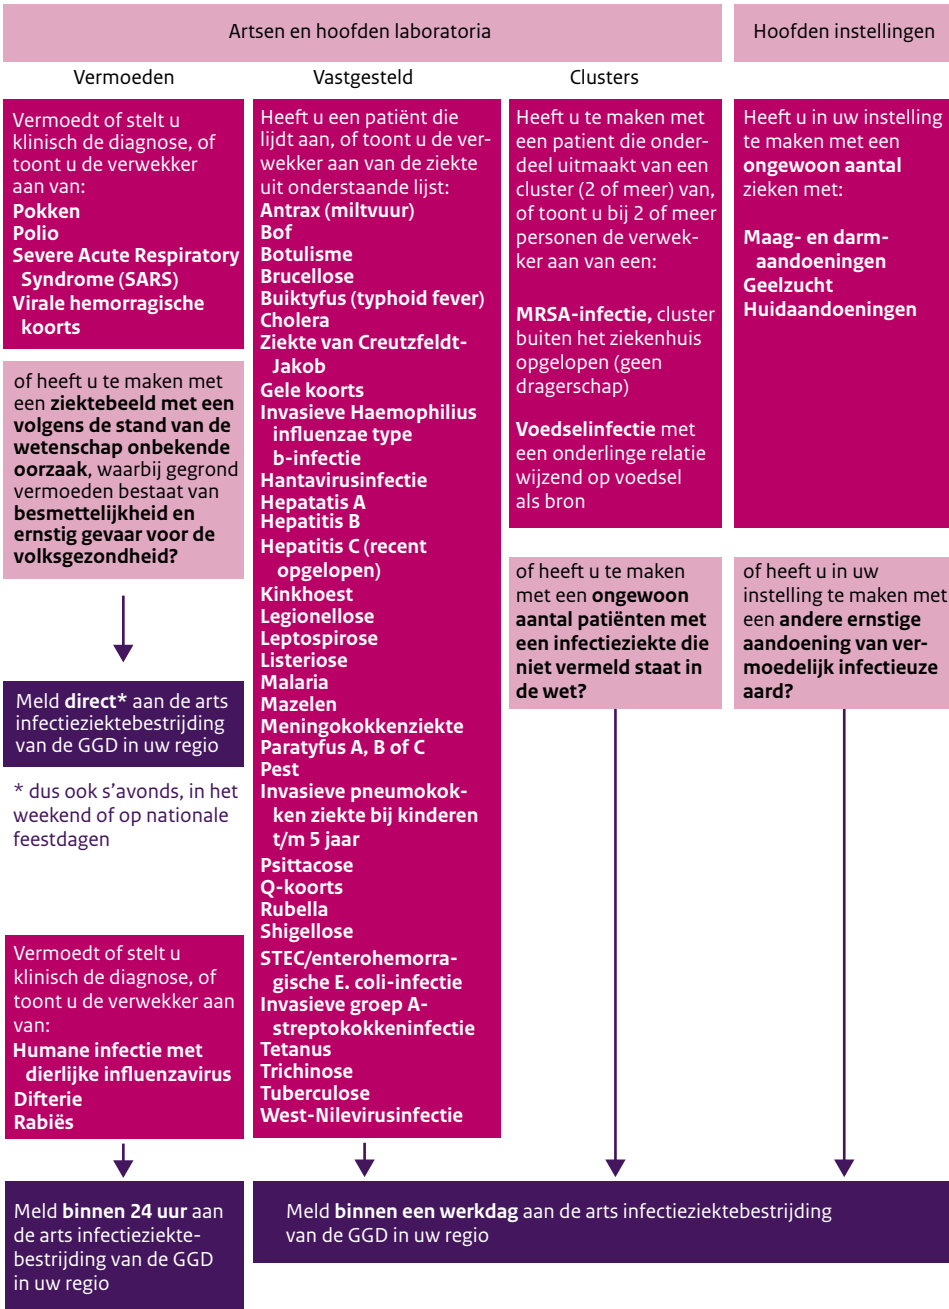 Artsen en hoofden laboratoria
Hoofden instellingen
Vermoeden
Vastgesteld
Clusters
Vermoedt of stelt u
klinisch de diagnose, of
toont u de verwekker
aan van:
Pokken
Polio
Severe Acute Respiratory
Syndrome (SARS)
Virale hemorragische
koorts
of heeft u te maken met
een ziektebeeld met een
volgens de stand van de
wetenschap onbekende
oorzaak, waarbij gegrond
vermoeden bestaat van
besmettelijkheid en
ernstig gevaar voor de
volksgezondheid?
Meld direct* aan de arts
infectieziektebestrijding
van de GGD in uw regio
* dus ook s’avonds, in het
weekend of op nationale
feestdagen
Vermoedt of stelt u
klinisch de diagnose, of
toont u de verwekker aan
van:
Humane infectie met
dierlijke influenzavirus
Difterie
Rabiës
Meld binnen 24 uur aan
de arts infectieziekte-
bestrijding van de GGD
in uw regio
Heeft u een patiënt die
lijdt aan, of toont u de ver-
wekker aan van de ziekte
uit onderstaande lijst:
Antrax (miltvuur)
Bof
Botulisme
Brucellose
Buiktyfus (typhoid fever)
Cholera
Ziekte van Creutzfeldt-
Jakob
Gele koorts
Invasieve Haemophilius
influenzae type
b-infectie
Hantavirusinfectie
Hepatatis A
Hepatitis B
Hepatitis C (recent
opgelopen)
Kinkhoest
Legionellose
Leptospirose
Listeriose
Malaria
Mazelen
Meningokokkenziekte
Paratyfus A, B of C
Pest
Invasieve pneumokok-
ken ziekte bij kinderen
t/m 5 jaar
Psittacose
Q-koorts
Rubella
Shigellose
STEC/enterohemorra-
gische E. coli-infectie
Invasieve groep A-
streptokokkeninfectie
Tetanus
Trichinose
Tuberculose
West-Nilevirusinfectie
Heeft u te maken met
een patient die onder-
deel uitmaakt van een
cluster (2 of meer) van,
of toont u bij 2 of meer
personen de verwek-
ker aan van een:
MRSA-infectie, cluster
buiten het ziekenhuis
opgelopen (geen
dragerschap)
Voedselinfectie met
een onderlinge relatie
wijzend op voedsel
als bron
of heeft u te maken
met een ongewoon
aantal patiënten met
een infectieziekte die
niet vermeld staat in
de wet?
Heeft u in uw instelling
te maken met een
ongewoon aantal
zieken met:
Maag- en darm-
aandoeningen
Geelzucht
Huidaandoeningen
of heeft u in uw
instelling te maken met
een andere ernstige
aandoening van ver-
moedelijk infectieuze
aard?
Meld binnen een werkdag aan de arts infectieziektebestrijding
van de GGD in uw regio